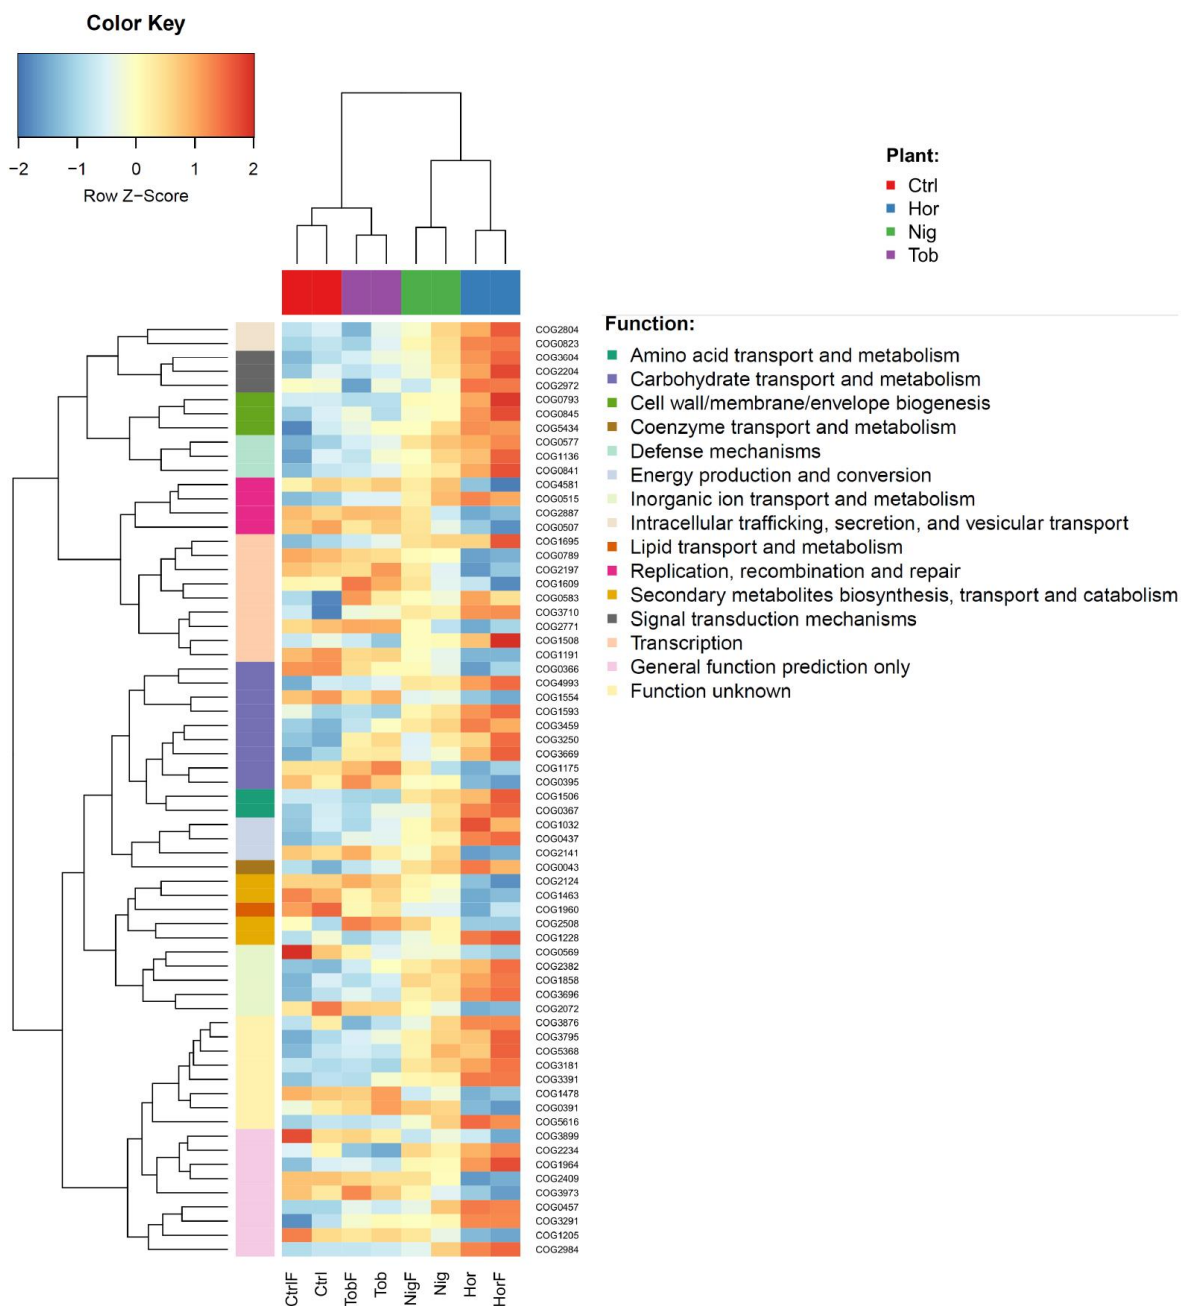 Color Key
−2 −1 0 1 2
Row Z−Score
Plant:
Ctrl
Hor
Nig
Tob
Function:
Amino acid transport and metabolism
Carbohydrate transport and metabolism
Cell wall/membrane/envelope biogenesis
Coenzyme transport and metabolism
Defense mechanisms
Energy production and conversion
Inorganic ion transport and metabolism
Intracellular trafficking, secretion, and vesicular transport
Lipid transport and metabolism
Replication, recombination and repair
Secondary metabolites biosynthesis, transport and catabolism
Signal transduction mechanisms
Transcription
General function prediction only
Function unknown
COG2804
COG0823
COG3604
COG2204
COG2972
COG0793
COG0845
COG5434
COG0577
COG1136
COG0841
COG4581
COG0515
COG2887
COG0507
COG1695
COG0789
COG2197
COG1609
COG0583
COG3710
COG2771
COG1508
COG1191
COG0366
COG4993
COG1554
COG1593
COG3459
COG3250
COG3669
COG1175
COG0395
COG1506
COG0367
COG1032
COG0437
COG2141
COG0043
COG2124
COG1463
COG1960
COG2508
COG1228
COG0569
COG2382
COG1858
COG3696
COG2072
COG3876
COG3795
COG5368
COG3181
COG3391
COG1478
COG0391
COG5616
COG3899
COG2234
COG1964
COG2409
COG3973
COG0457
COG3291
COG1205
COG2984
CtrlF
Ctrl
TobF
Tob
NigF
Nig
Hor
HorF